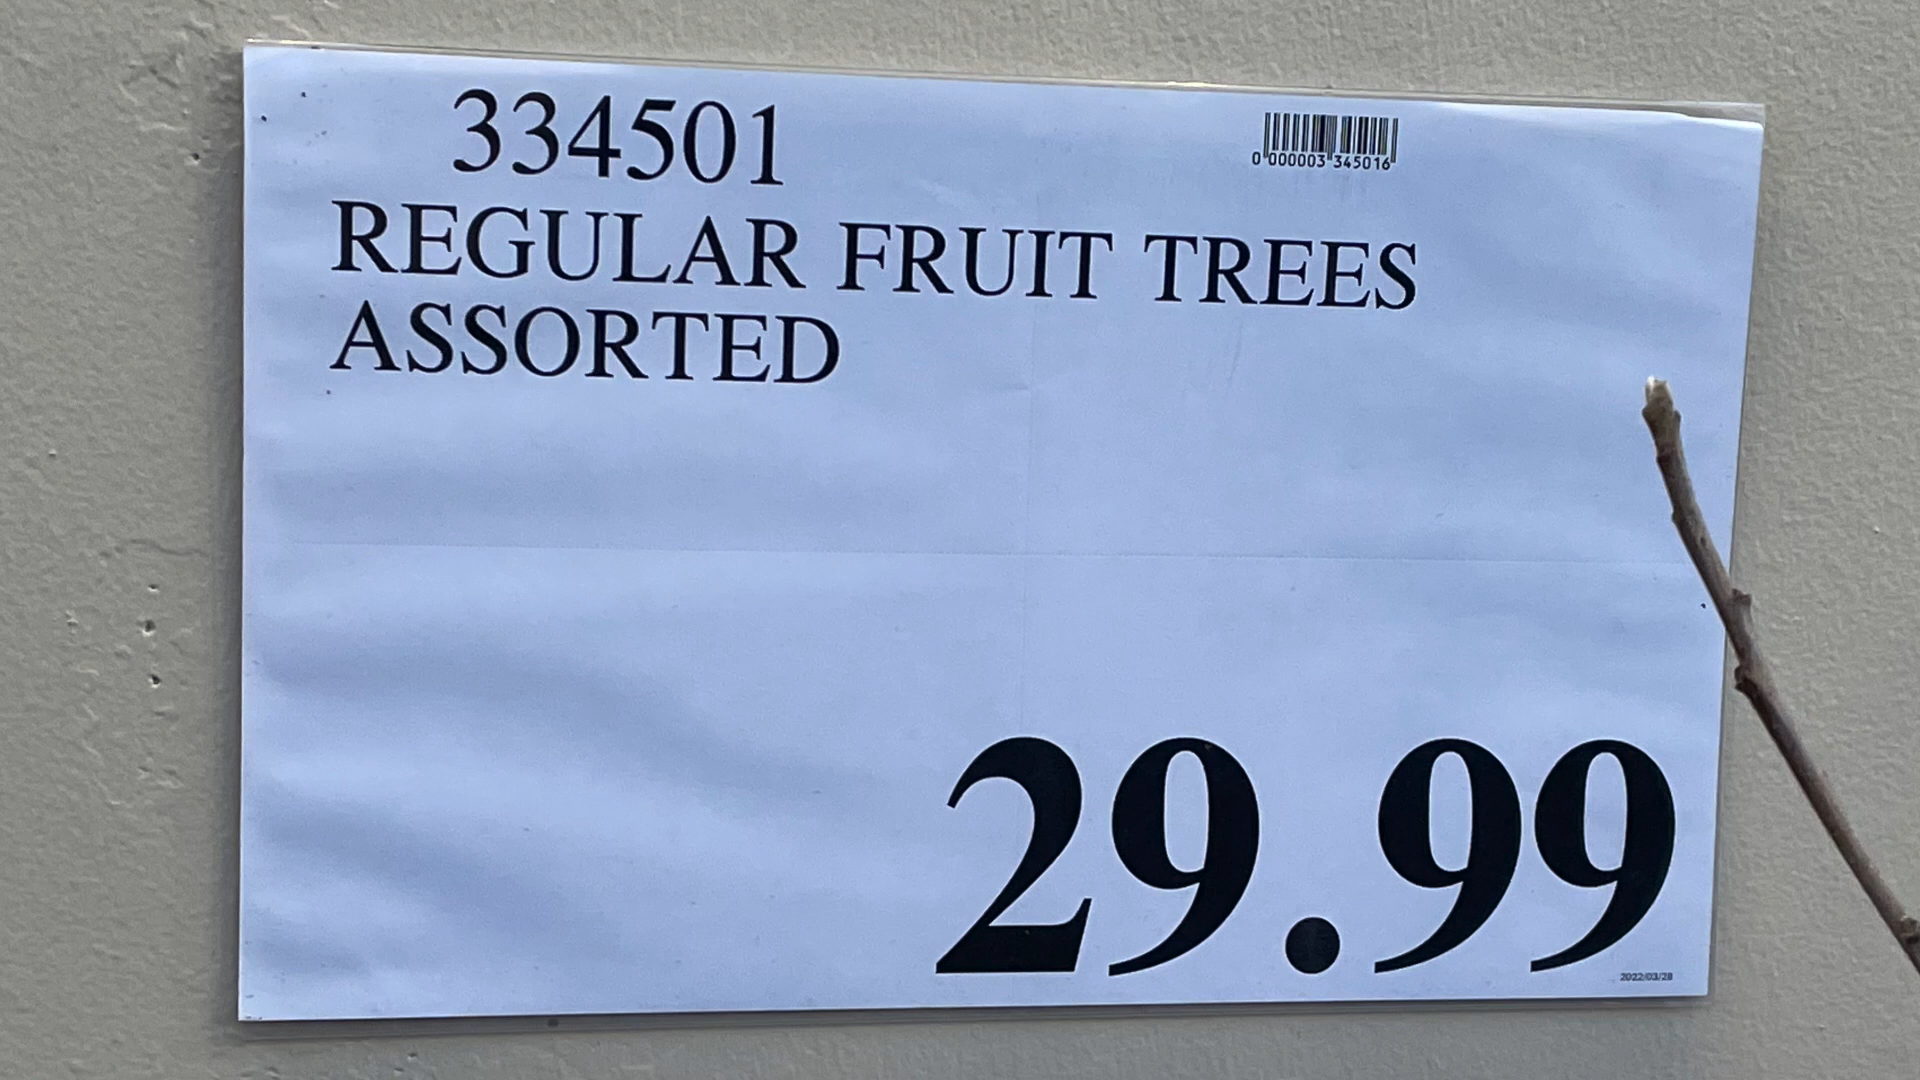 334501
0 000003 345016
REGULAR FRUIT TREES
ASSORTED
29.99
2022/03/28